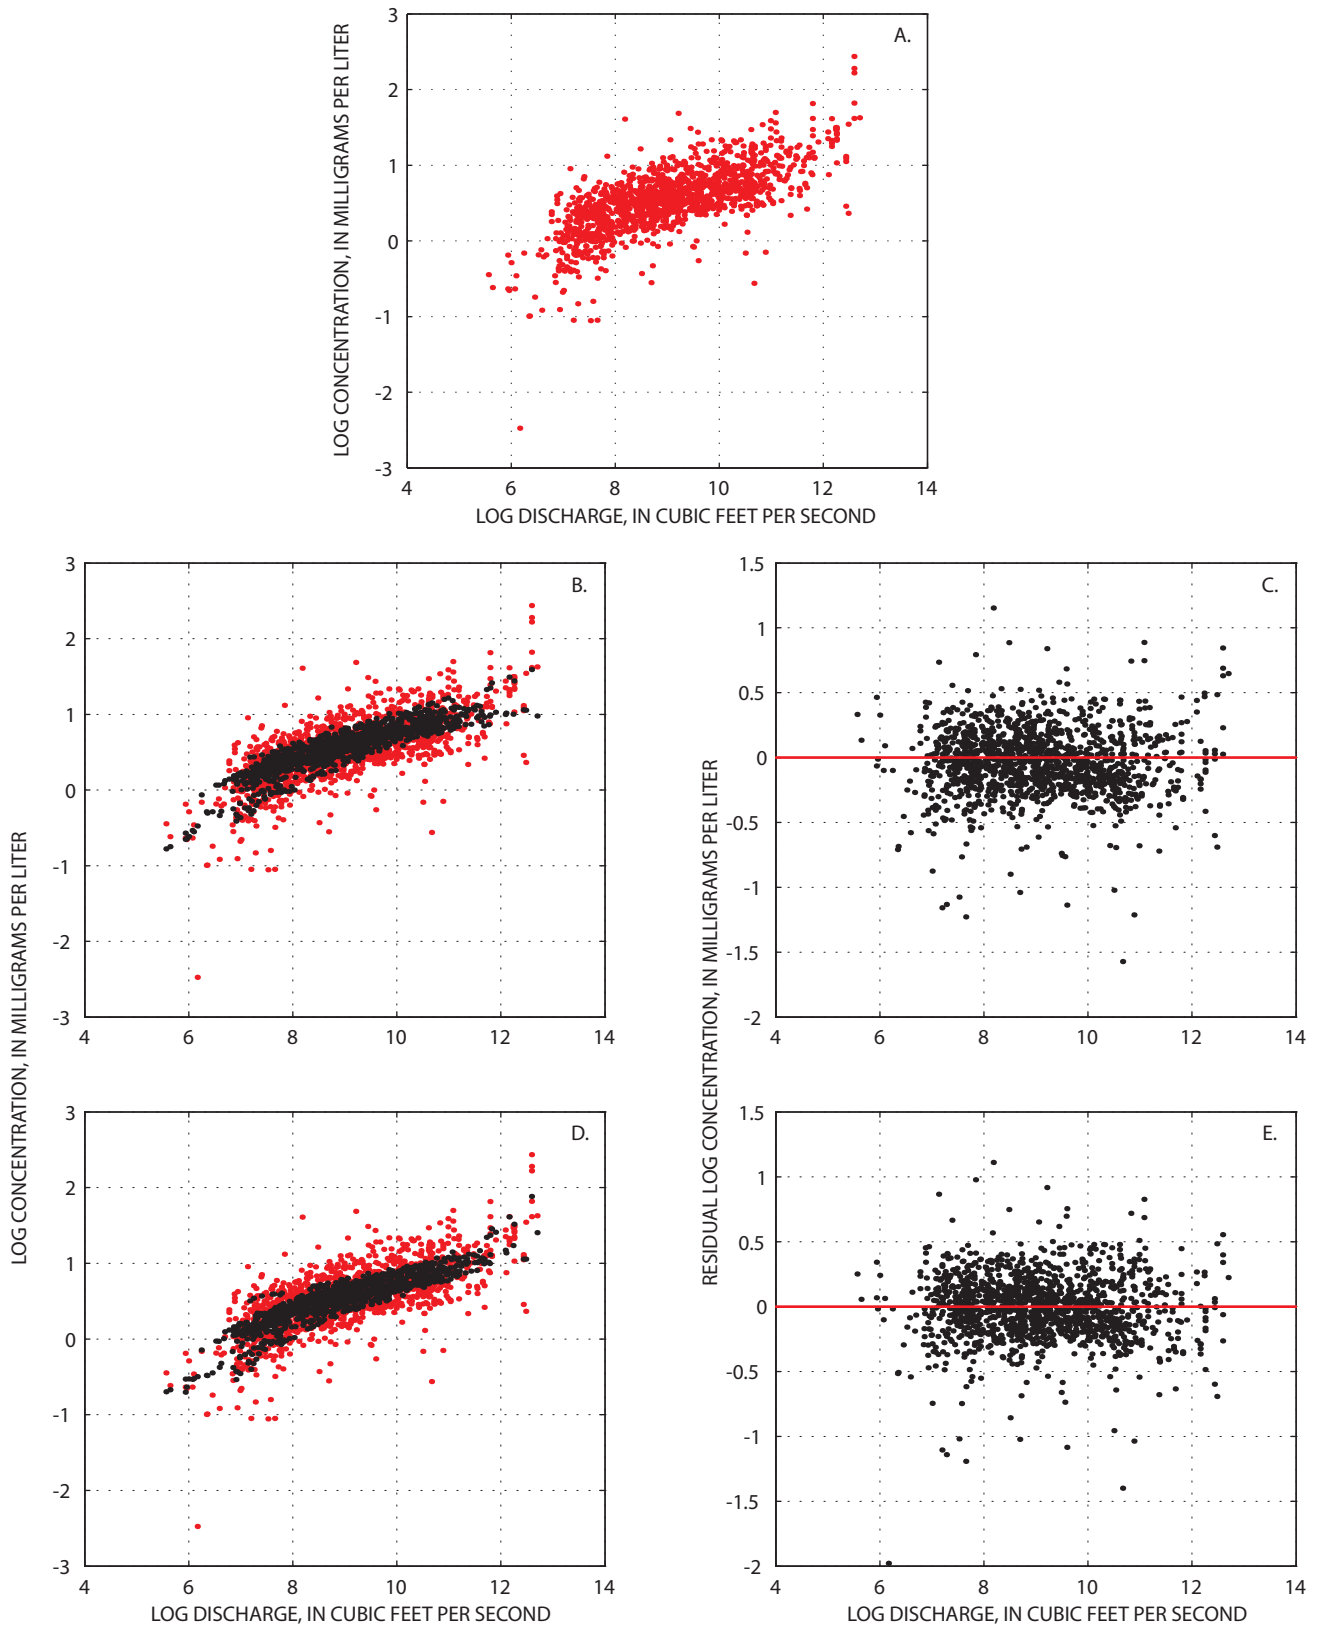 LOG CONCENTRATION, IN MILLIGRAMS PER LITER
3
2
1
0
-1
-2
-3
A.
4 6 8 10 12 14
LOG DISCHARGE, IN CUBIC FEET PER SECOND
LOG CONCENTRATION, IN MILLIGRAMS PER LITER
3
2
1
0
-1
-2
-3
B.
4 6 8 10 12 14
RESIDUAL LOG CONCENTRATION, IN MILLIGRAMS PER LITER
1.5
1
0.5
0
-0.5
-1
-1.5
-2
C.
4 6 8 10 12 14
3
2
1
0
-1
-2
-3
D.
4 6 8 10 12 14
LOG DISCHARGE, IN CUBIC FEET PER SECOND
1.5
1
0.5
0
-0.5
-1
-1.5
-2
E.
4 6 8 10 12 14
LOG DISCHARGE, IN CUBIC FEET PER SECOND